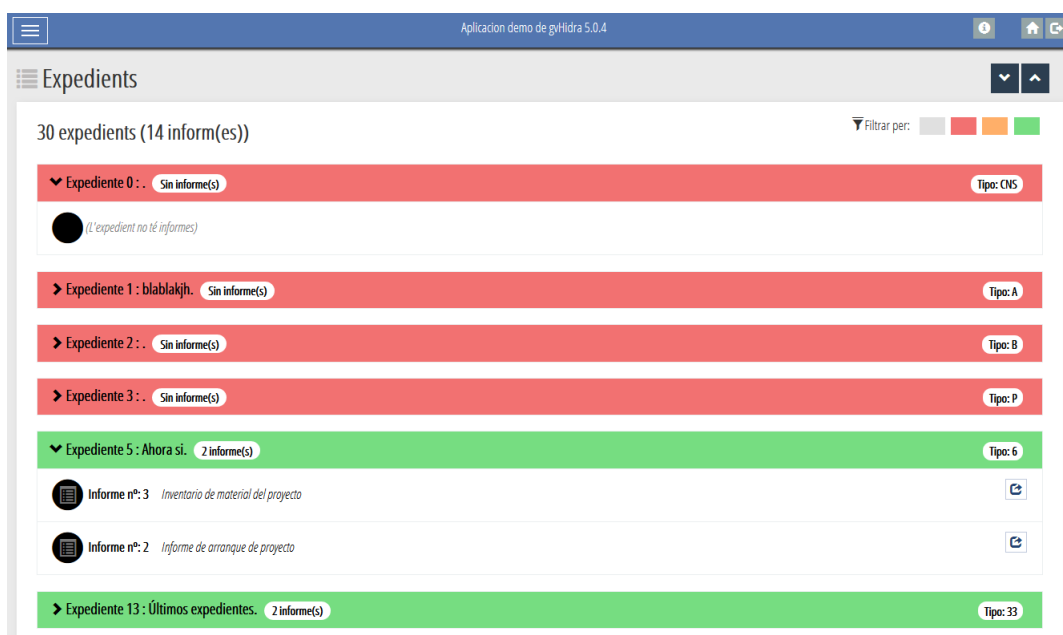 Aplicacion demo de gvHidra 5.0.4
Expedients
30 expedients (14 inform(es))
Filtrar per:
Expediente 0 : . Sin informe(s) Tipo: CNS
(L'expedient no té informes)
Expediente 1 : blablakjh. Sin informe(s) Tipo: A
Expediente 2 : . Sin informe(s) Tipo: B
Expediente 3 : . Sin informe(s) Tipo: P
Expediente 5 : Ahora si. 2 informe(s) Tipo: 6
Informe nº: 3 Inventario de material del proyecto
Informe nº: 2 Informe de arranque de proyecto
Expediente 13 : Últimos expedientes. 2 informe(s) Tipo: 33